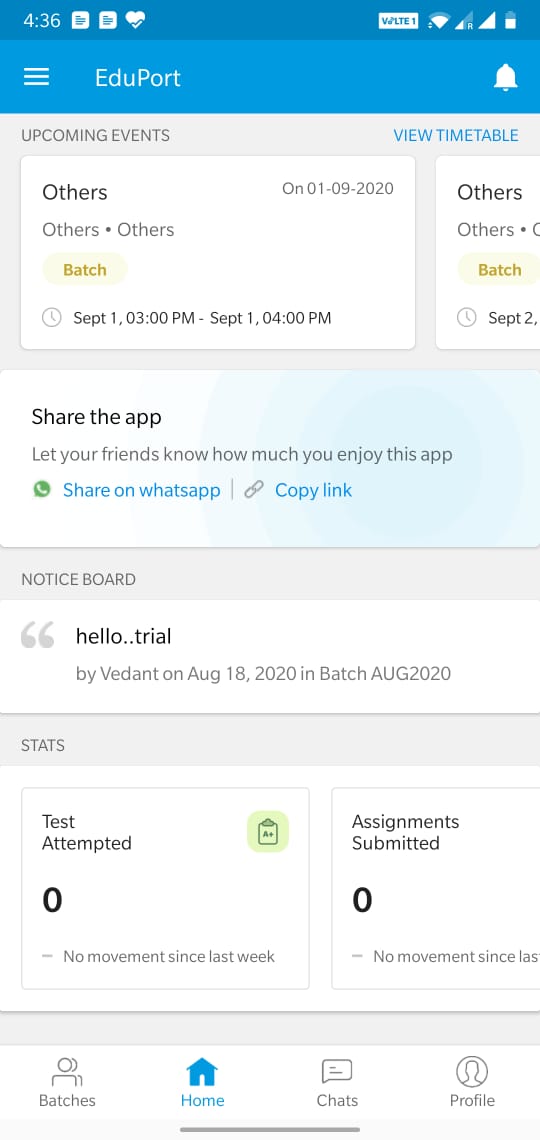 4:36 VoLTE 1 R
EduPort
UPCOMING EVENTS VIEW TIMETABLE
Others On 01-09-2020 Others
Others • Others Others •
Batch Batch
Sept 1, 03:00 PM - Sept 1, 04:00 PM Sept 2,
Share the app
Let your friends know how much you enjoy this app
Share on whatsapp | Copy link
NOTICE BOARD
hello..trial
by Vedant on Aug 18, 2020 in Batch AUG2020
STATS
Test Assignments
Attempted A+ Submitted
0 0
– No movement since last week – No movement since las
Batches Home Chats Profile